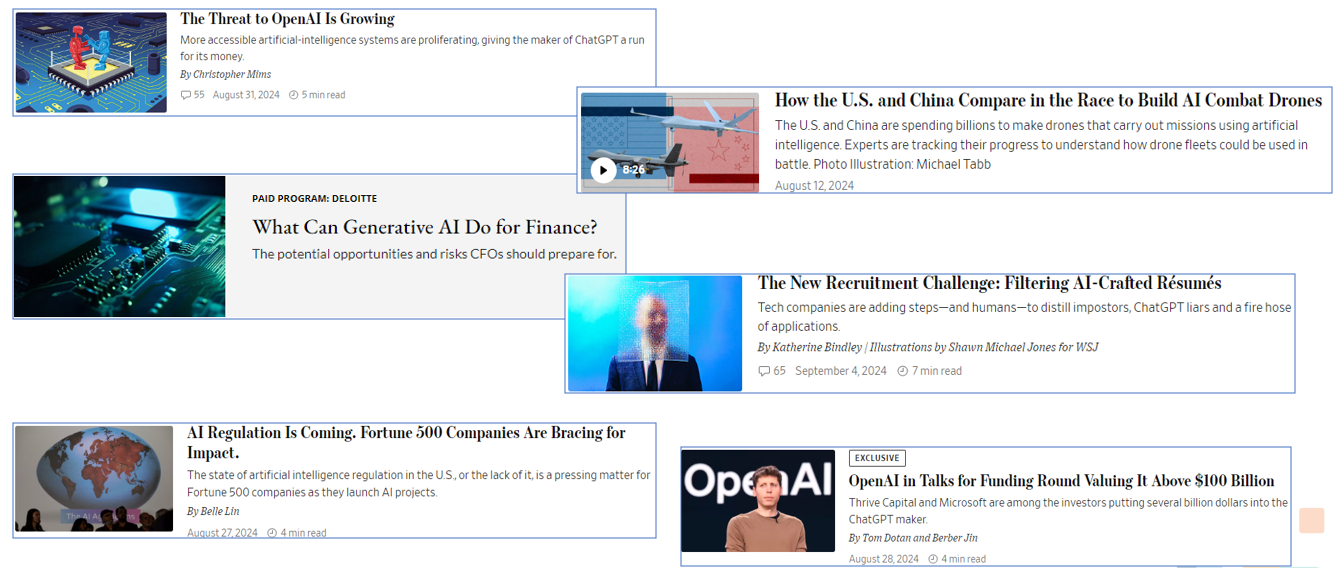 The Threat to OpenAI Is Growing
More accessible artificial-intelligence systems are proliferating, giving the maker of ChatGPT a run
for its money.
By Christopher Mims
55 August 31, 2024 5 min read
How the U.S. and China Compare in the Race to Build AI Combat Drones
The U.S. and China are spending billions to make drones that carry out missions using artificial
intelligence. Experts are tracking their progress to understand how drone fleets could be used in
battle. Photo Illustration: Michael Tabb
August 12, 2024
8:26
PAID PROGRAM: DELOITTE
What Can Generative AI Do for Finance?
The potential opportunities and risks CFOs should prepare for.
The New Recruitment Challenge: Filtering AI-Crafted Résumés
Tech companies are adding steps—and humans—to distill impostors, ChatGPT liars and a fire hose
of applications.
By Katherine Bindley | Illustrations by Shawn Michael Jones for WSJ
65 September 4, 2024 7 min read
AI Regulation Is Coming. Fortune 500 Companies Are Bracing for
Impact.
The state of artificial intelligence regulation in the U.S., or the lack of it, is a pressing matter for
Fortune 500 companies as they launch AI projects.
By Belle Lin
August 27, 2024 4 min read
The AI
OpenAI
EXCLUSIVE
OpenAI in Talks for Funding Round Valuing It Above $100 Billion
Thrive Capital and Microsoft are among the investors putting several billion dollars into the
ChatGPT maker.
By Tom Dotan and Berber Jin
August 28, 2024 4 min read